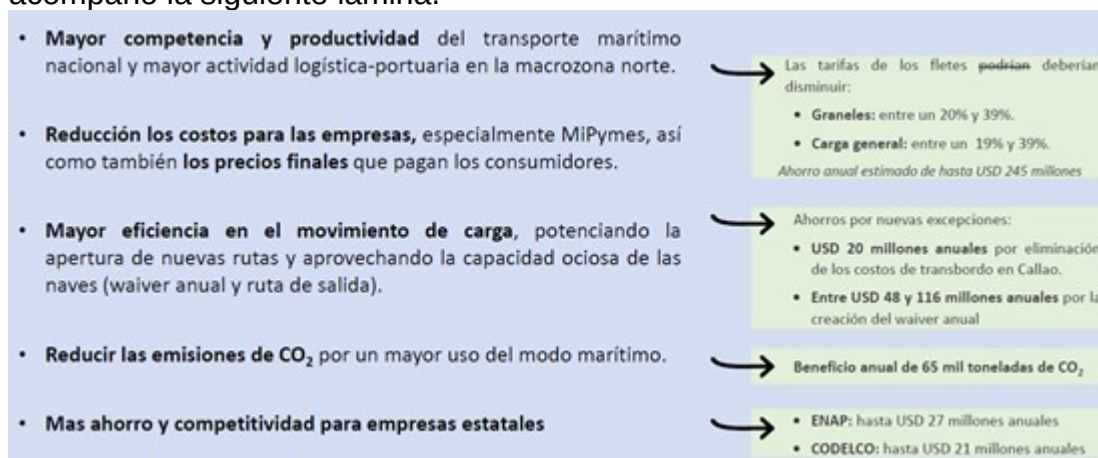 acompañó la siguiente lámina:
• Mayor competencia y productividad del transporte marítimo
nacional y mayor actividad logística-portuaria en la macrozona norte.
Las tarifas de los fletes podrían deberían
disminuir:
• Graneles: entre un 20% y 39%.
• Carga general: entre un 19% y 39%.
Ahorro anual estimado de hasta USD 245 millones
• Reducción los costos para las empresas, especialmente MiPymes, así
como también los precios finales que pagan los consumidores.
• Mayor eficiencia en el movimiento de carga, potenciando la
apertura de nuevas rutas y aprovechando la capacidad ociosa de las
naves (waiver anual y ruta de salida).
Ahorros por nuevas excepciones:
• USD 20 millones anuales por eliminación
de los costos de transbordo en Callao.
• Entre USD 48 y 116 millones anuales por la
creación del waiver anual
• Reducir las emisiones de CO₂ por un mayor uso del modo marítimo.
Beneficio anual de 65 mil toneladas de CO₂
• Mas ahorro y competitividad para empresas estatales
• ENAP: hasta USD 27 millones anuales
• CODELCO: hasta USD 21 millones anuales